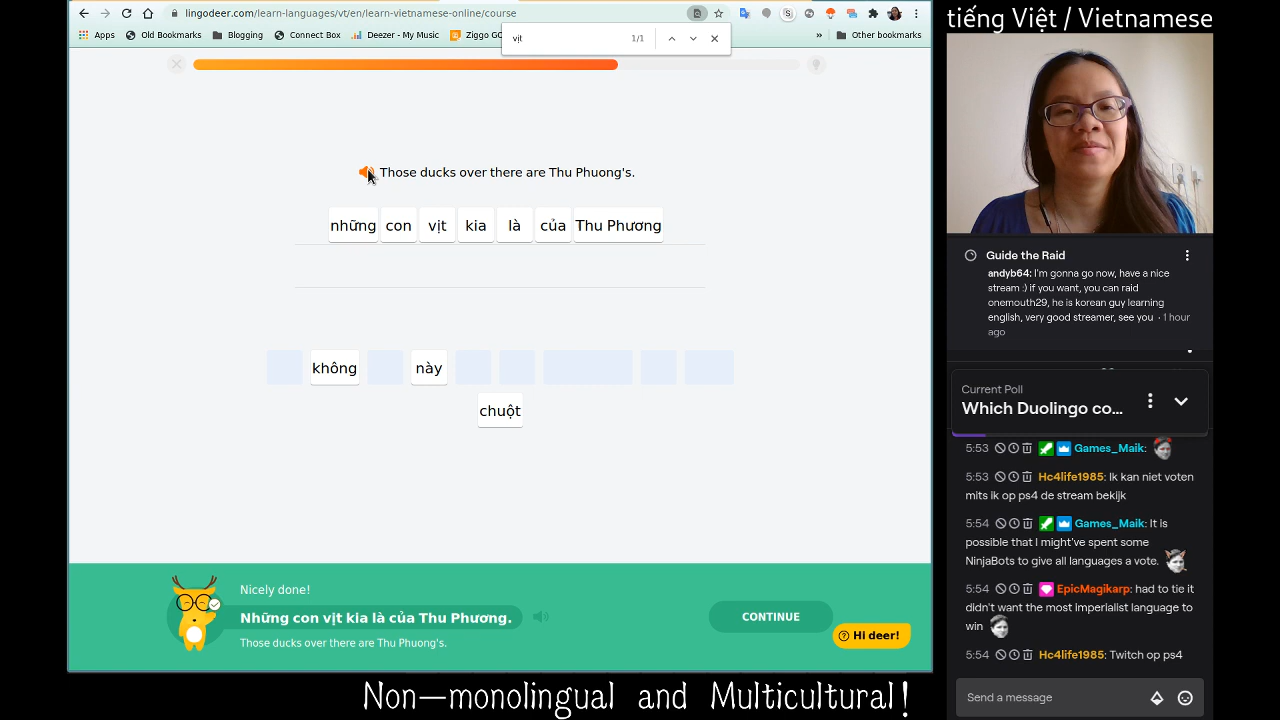 lingodeer.com/learn-languages/vt/en/learn-vietnamese-online/course
Apps Old Bookmarks Blogging Connect Box Deezer - My Music Ziggo GO » Other bookmarks
vịt 1/1
Those ducks over there are Thu Phuong's.
những con vịt kia là của Thu Phương
không này
chuột
Nicely done!
Những con vịt kia là của Thu Phương.
Those ducks over there are Thu Phuong's.
CONTINUE
Hi deer!
tiếng Việt / Vietnamese
Guide the Raid
andyb64: I'm gonna go now, have a nice
stream :) if you want, you can raid
onemouth29, he is korean guy learning
english, very good streamer, see you • 1 hour
ago
Current Poll
Which Duolingo co...
5:53 Games_Maik:
5:53 Hc4life1985: Ik kan niet voten
mits ik op ps4 de stream bekijk
5:54 Games_Maik: It is
possible that I might've spent some
NinjaBots to give all languages a vote.
5:54 EpicMagikarp: had to tie it
didn't want the most imperialist language to
win
5:54 Hc4life1985: Twitch op ps4
Send a message
Non—monolingual and Multicultural!